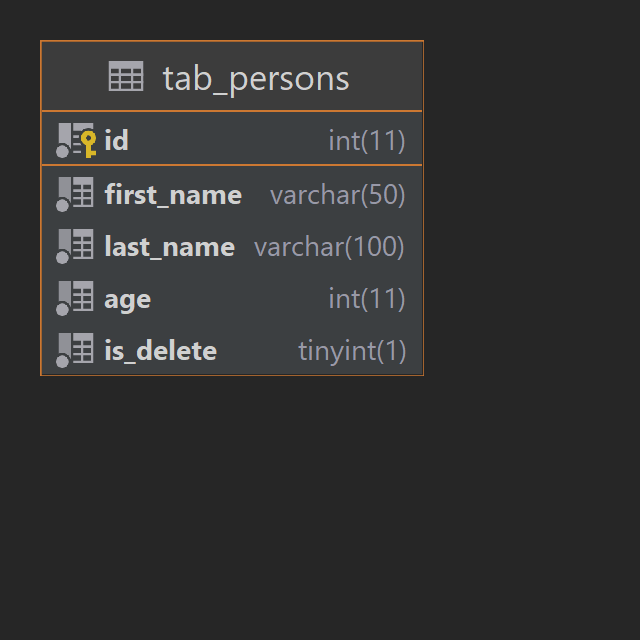 tab_persons
id int(11)
first_name varchar(50)
last_name varchar(100)
age int(11)
is_delete tinyint(1)